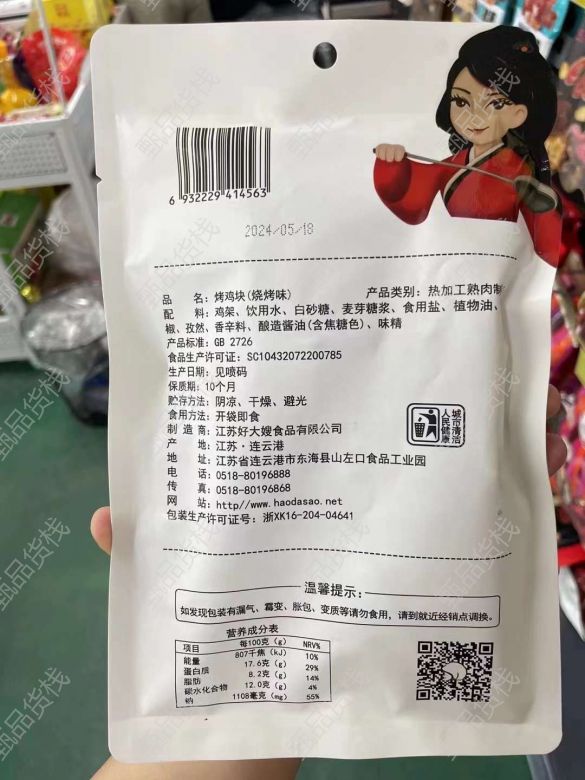 6 932229 414563
2024/05/18
品 名: 烤鸡块(烧烤味) 产品类别: 热加工熟肉制
配 料: 鸡架、饮用水、白砂糖、麦芽糖浆、食用盐、植物油、
椒、孜然、香辛料、酿造酱油(含焦糖色)、味精
产品标准: GB 2726
食品生产许可证: SC10432072200785
生产日期: 见喷码
保质期: 10个月
贮存方法: 阴凉、干燥、避光
食用方法: 开袋即食
制 造 商: 江苏好大嫂食品有限公司
产 地: 江苏·连云港
地 址: 江苏省连云港市东海县山左口食品工业园
电 话: 0518-80196888
传 真: 0518-80196868
网 站: http//www.haodasao.net
包装生产许可证号: 浙XK16-204-04641
城市清洁
人民健康
温馨提示:
如发现包装有漏气、霉变、胀包、变质等请勿食用, 请到就近经销点调换。
营养成分表
项目 每100克 (g) NRV%
能量 807千焦 (kJ) 10%
蛋白质 17.6克 (g) 29%
脂肪 8.2克 (g) 14%
碳水化合物 12.0克 (g) 4%
钠 1108毫克 (mg) 55%
甄品货栈